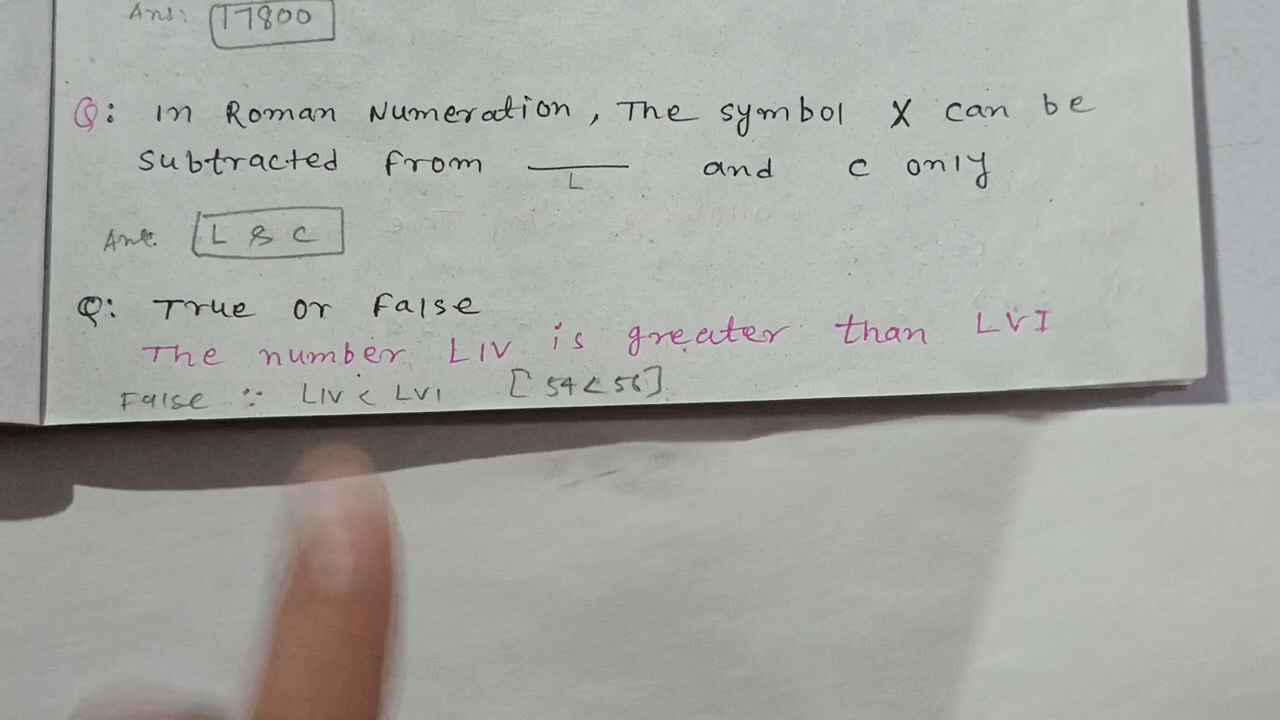 Ans: 17800
Q: In Roman Numeration, The symbol X can be
subtracted from ______ and C only
L
Ans. L & C
Q: True or False
The number LIV is greater than LVI
False ∵ LIV < LVI [54<56]